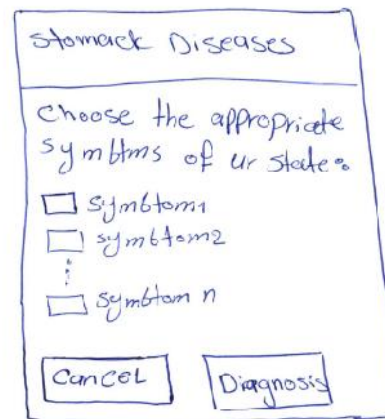 Stomack Diseases
Choose the appropriate
symbtms of ur state:
symbtom1
symbtom2
symbtom n
Cancel
Diagnosis